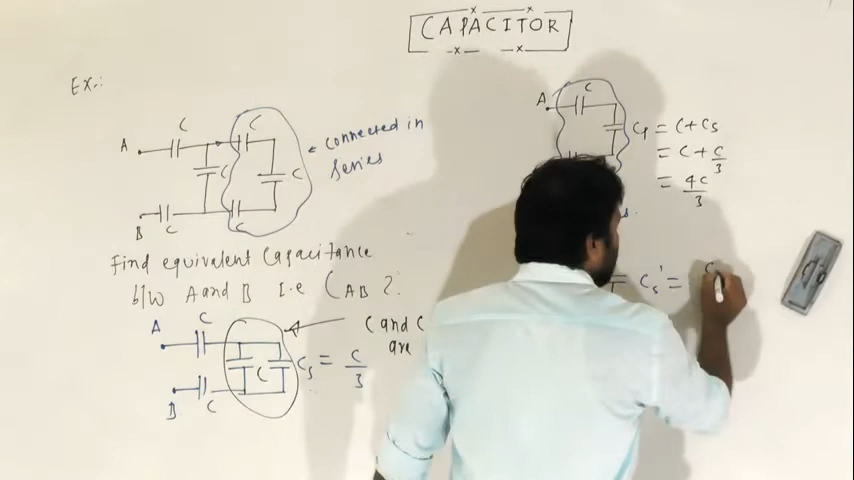 CAPACITOR
Ex.:
A
C
C
C
C
C
B
connected in
series
Find equivalent Capacitance
b/w A and B I.e CAB ?
A
C
C
B
C
Cs = C/3
C and C
are
A
C
Cp = C + Cs
= C + C/3
= 4C/3
s.
= Cs' = C